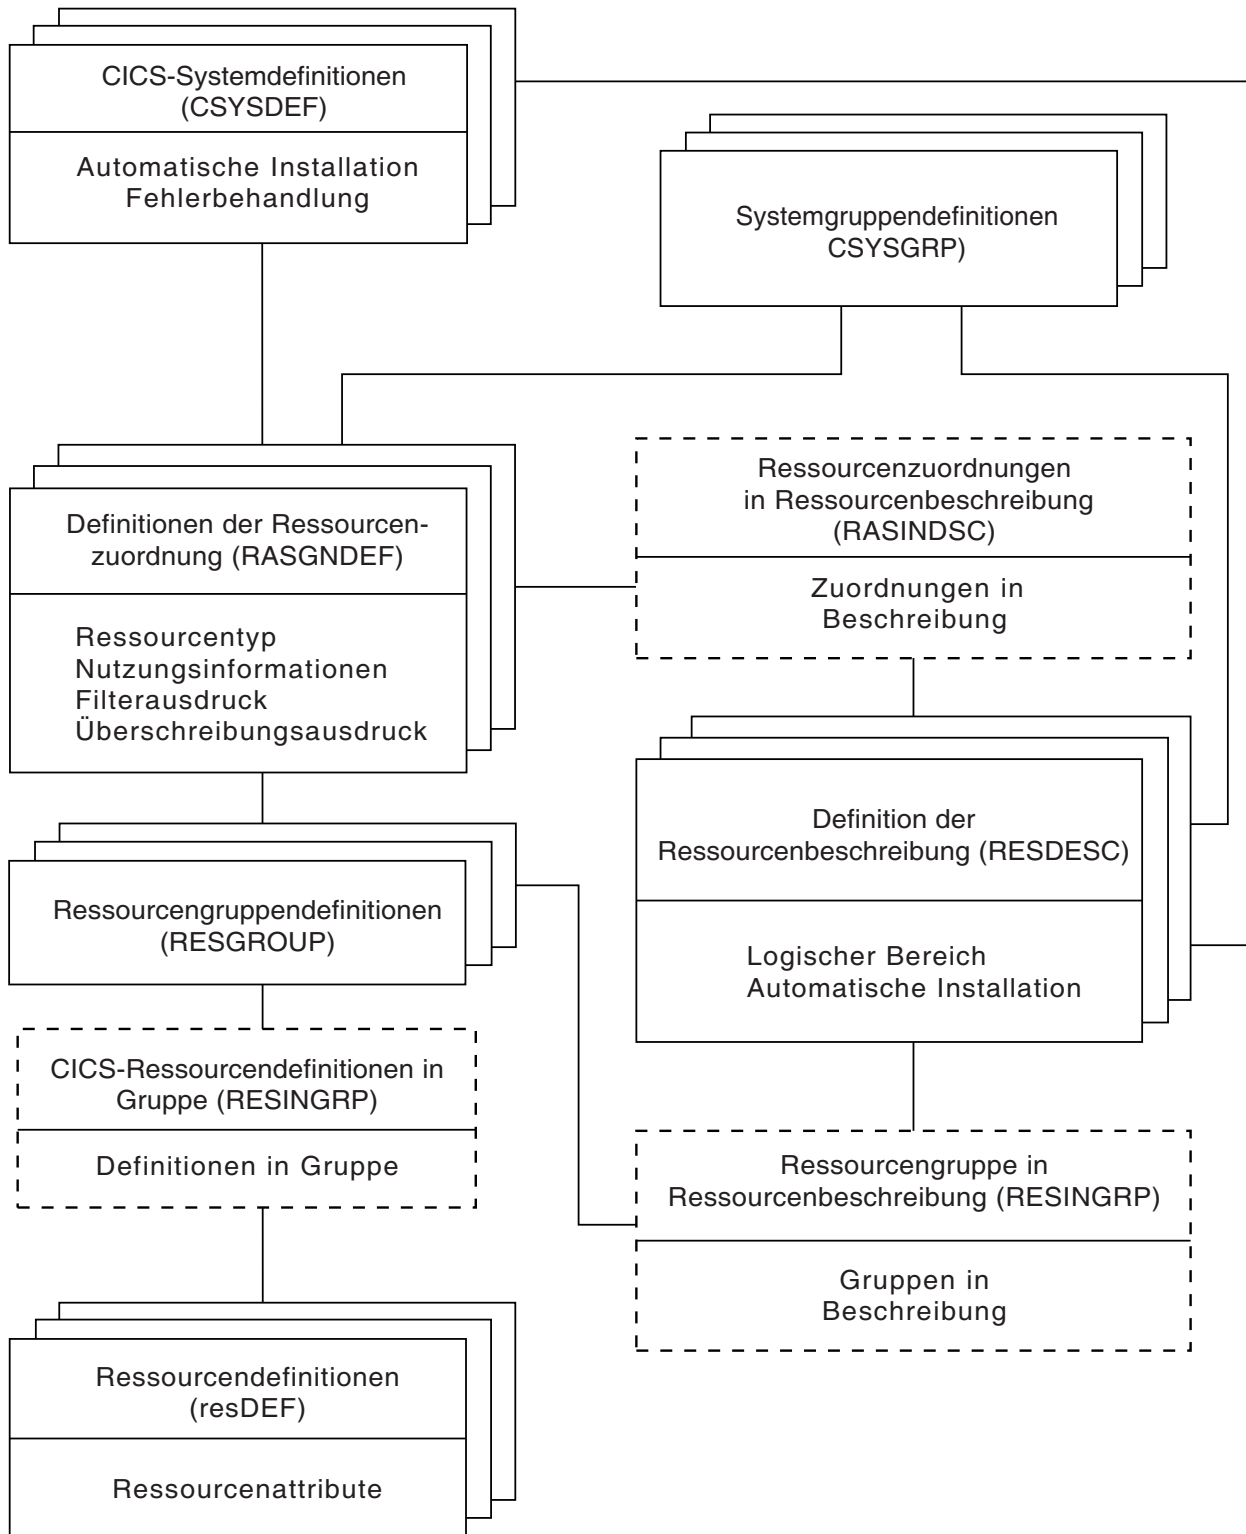 CICS-Systemdefinitionen
(CSYSDEF)
Automatische Installation
Fehlerbehandlung
Systemgruppendefinitionen
CSYSGRP)
Definitionen der Ressourcen-
zuordnung (RASGNDEF)
Ressourcentyp
Nutzungsinformationen
Filterausdruck
Überschreibungsausdruck
Ressourcenzuordnungen
in Ressourcenbeschreibung
(RASINDSC)
Zuordnungen in
Beschreibung
Definition der
Ressourcenbeschreibung (RESDESC)
Logischer Bereich
Automatische Installation
Ressourcengruppendefinitionen
(RESGROUP)
CICS-Ressourcendefinitionen in
Gruppe (RESINGRP)
Definitionen in Gruppe
Ressourcengruppe in
Ressourcenbeschreibung (RESINGRP)
Gruppen in
Beschreibung
Ressourcendefinitionen
(resDEF)
Ressourcenattribute